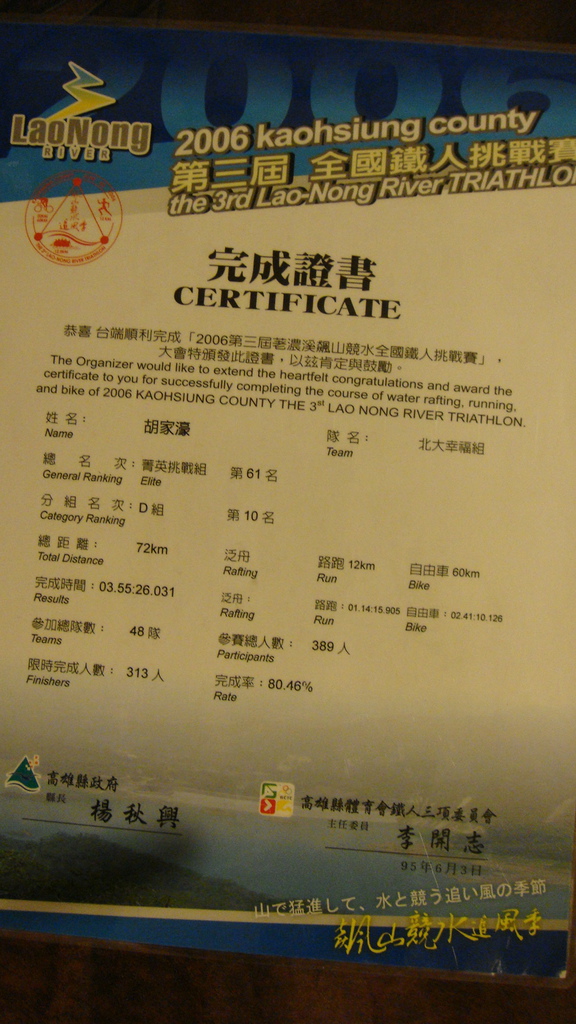 2006
LaoNong
RIVER
2006 kaohsiung county
第三屆 全國鐵人挑戰賽
the 3rd Lao-Nong River TRIATHLO
完成證書
CERTIFICATE
恭喜 台端順利完成「2006第三屆荖濃溪飆山競水全國鐵人挑戰賽」,
大會特頒發此證書,以玆肯定與鼓勵。
The Organizer would like to extend the heartfelt congratulations and award the
certificate to you for successfully completing the course of water rafting, running,
and bike of 2006 KAOHSIUNG COUNTY THE 3st LAO NONG RIVER TRIATHLON.
姓 名: 胡家濠 隊 名: 北大幸福組
Name Team
總 名 次:菁英挑戰組 第 61 名
General Ranking Elite
分 組 名 次:D 組 第 10 名
Category Ranking
總 距 離: 72km 泛舟 路跑 12km 自由車 60km
Total Distance Rafting Run Bike
完成時間:03.55:26.031 泛舟: 路跑:01.14:15.905 自由車:02.41:10.126
Results Rafting Run Bike
參加總隊數: 48 隊 參賽總人數: 389 人
Teams Participants
限時完成人數: 313 人 完成率:80.46%
Finishers Rate
高雄縣政府
縣長 楊秋興
高雄縣體育會鐵人三項委員會
主任委員 李開志
95年6月3日
山で猛進して、水と競う追い風の季節
飆山競水追風季